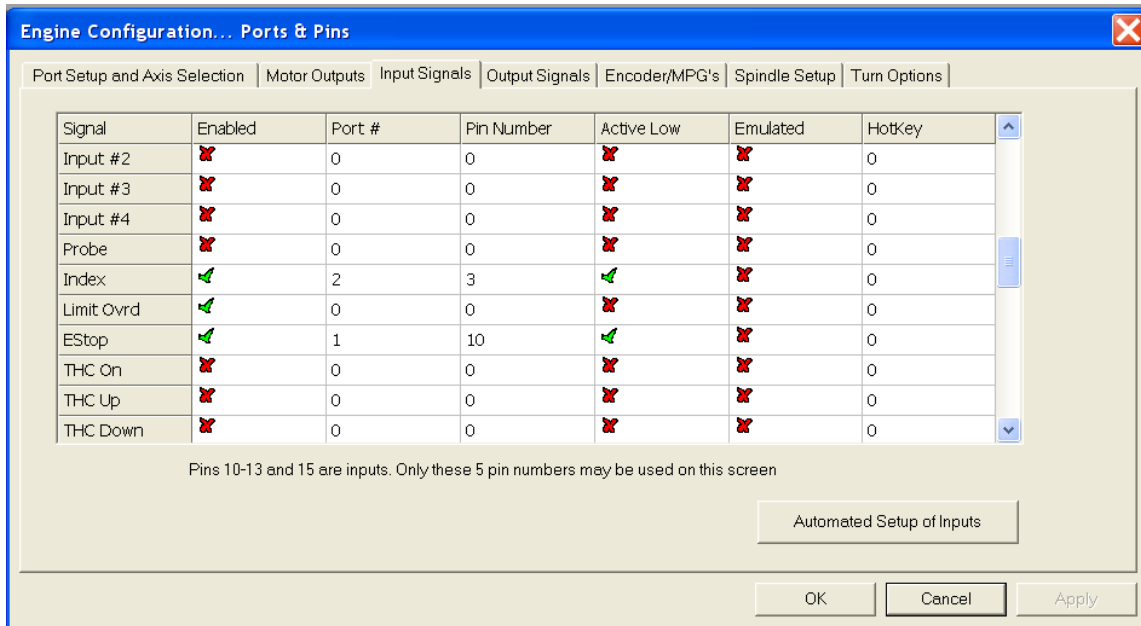 Engine Configuration... Ports & Pins
Port Setup and Axis Selection Motor Outputs Input Signals Output Signals Encoder/MPG's Spindle Setup Turn Options
Signal Enabled Port # Pin Number Active Low Emulated HotKey
Input #2 0 0 0
Input #3 0 0 0
Input #4 0 0 0
Probe 0 0 0
Index 2 3 0
Limit Ovrd 0 0 0
EStop 1 10 0
THC On 0 0 0
THC Up 0 0 0
THC Down 0 0 0
Pins 10-13 and 15 are inputs. Only these 5 pin numbers may be used on this screen
Automated Setup of Inputs
OK Cancel Apply